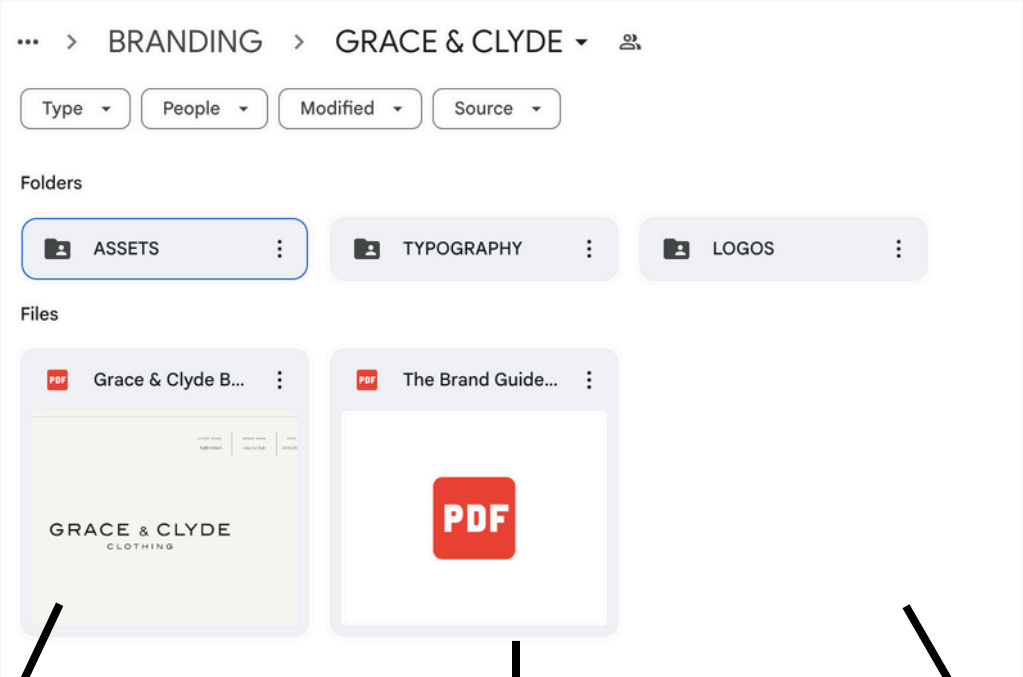 ... > BRANDING > GRACE & CLYDE
Type People Modified Source
Folders
ASSETS TYPOGRAPHY LOGOS
Files
PDF Grace & Clyde B... PDF The Brand Guide...
GRACE & CLYDE
CLOTHING
PDF